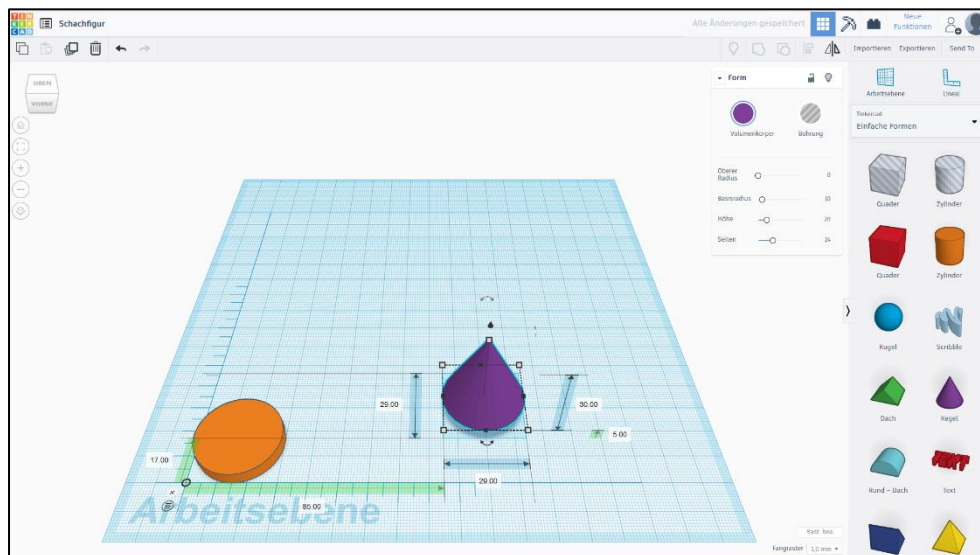 TIN
KER
CAD
Schachfigur
Alle Änderungen gespeichert
Neue
Funktionen
Importieren Exportieren Send To
OBEN
VORNE
Form
Volumenkörper
Bohrung
Oberer
Radius
0
Basisradius
10
Höhe
20
Seiten
24
Arbeitsebene
Lineal
Tinkercad
Einfache Formen
Quader
Zylinder
Quader
Zylinder
Kugel
Scribble
Dach
Kegel
Rund - Dach
Text
29.00
30.00
5.00
17.00
29.00
85.00
Arbeitsebene
Fangraster 1,0 mm